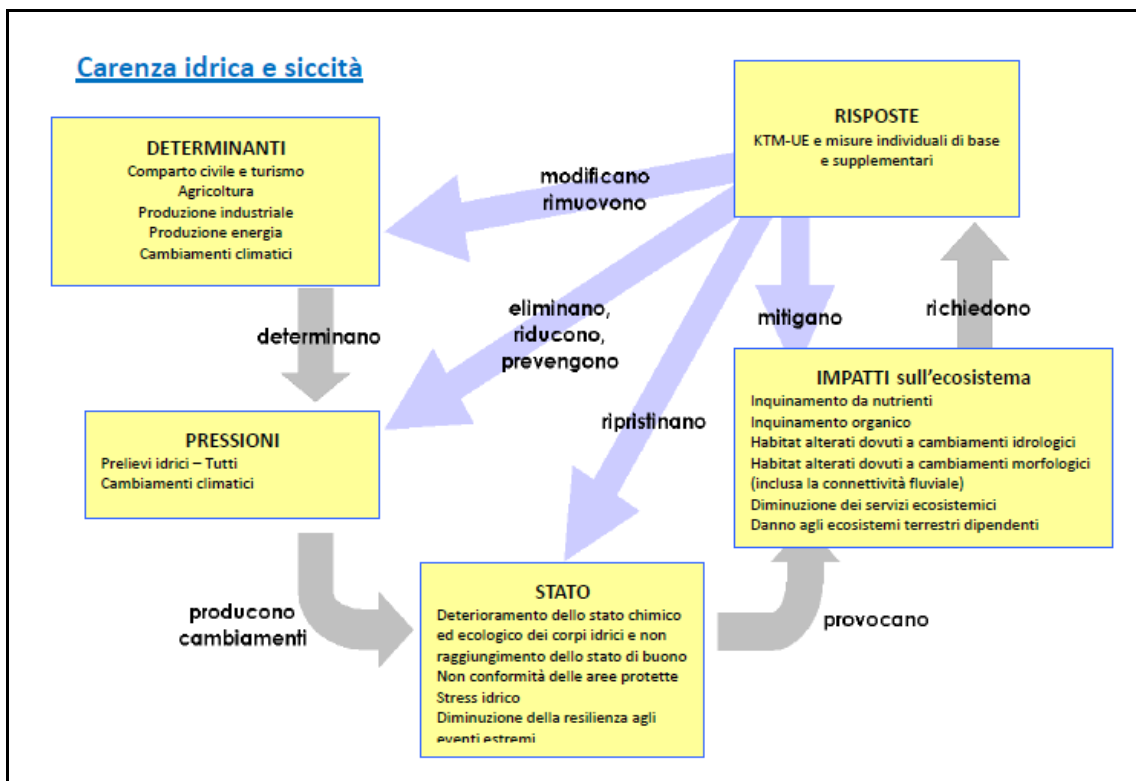 Carenza idrica e siccità
DETERMINANTI
Comparto civile e turismo
Agricoltura
Produzione industriale
Produzione energia
Cambiamenti climatici
RISPOSTE
KTM-UE e misure individuali di base
e supplementari
modificano
rimuovono
determinano
eliminano,
riducono,
prevengono
mitigano
richiedono
PRESSIONI
Prelievi idrici – Tutti
Cambiamenti climatici
ripristinano
IMPATTI sull'ecosistema
Inquinamento da nutrienti
Inquinamento organico
Habitat alterati dovuti a cambiamenti idrologici
Habitat alterati dovuti a cambiamenti morfologici
(inclusa la connettività fluviale)
Diminuzione dei servizi ecosistemici
Danno agli ecosistemi terrestri dipendenti
producono
cambiamenti
STATO
Deterioramento dello stato chimico
ed ecologico dei corpi idrici e non
raggiungimento dello stato di buono
Non conformità delle aree protette
Stress idrico
Diminuzione della resilienza agli
eventi estremi
provocano